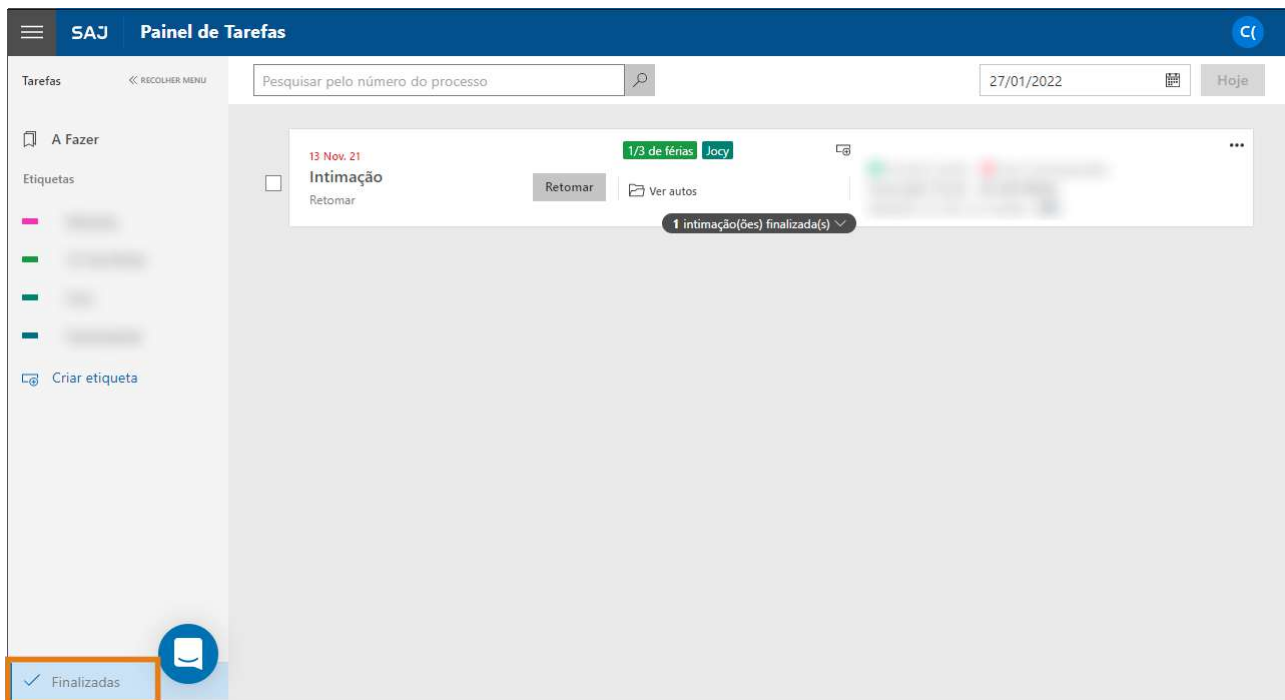 SAJ Painel de Tarefas C(
Tarefas RECOLHER MENU Pesquisar pelo número do processo 27/01/2022 Hoje
A Fazer
Etiquetas
Criar etiqueta
Finalizadas
13 Nov. 21
Intimação
Retomar
Retomar
1/3 de férias Jocy
Ver autos
1 intimação(ões) finalizada(s)